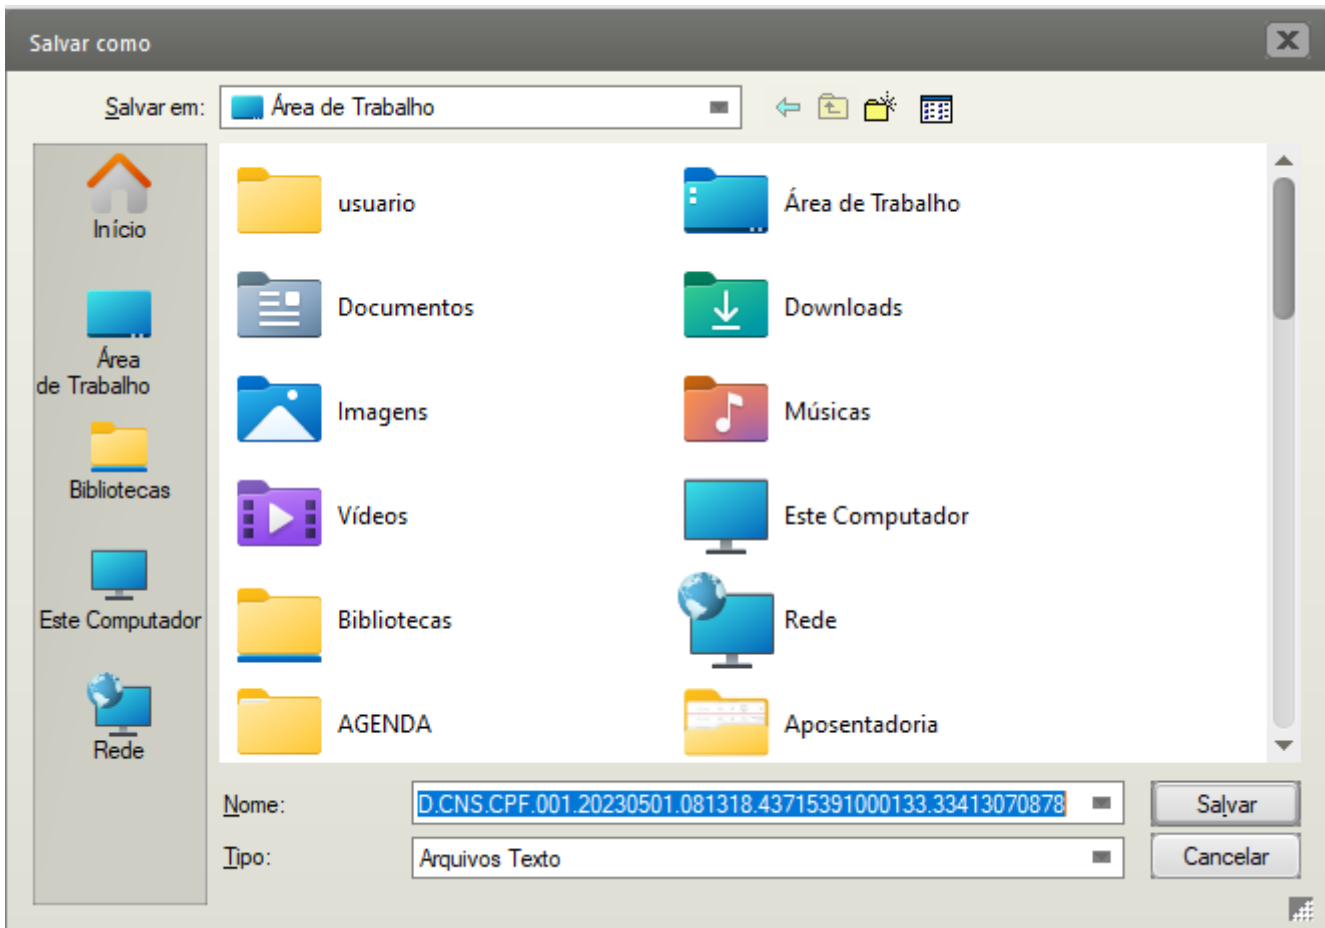 Salvar como
Salvar em:
Área de Trabalho
Início
Área
de Trabalho
Bibliotecas
Este Computador
Rede
usuario
Área de Trabalho
Documentos
Downloads
Imagens
Músicas
Vídeos
Este Computador
Bibliotecas
Rede
AGENDA
Aposentadoria
Nome:
D.CNS.CPF.001.20230501.081318.43715391000133.33413070878
Salvar
Tipo:
Arquivos Texto
Cancelar